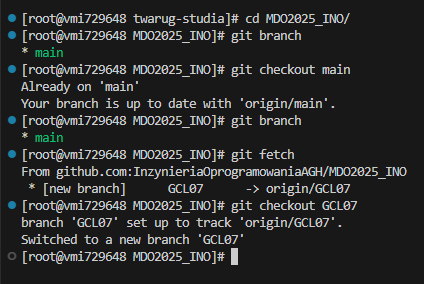 [root@vmi729648 twarug-studia]# cd MDO2025_INO/
[root@vmi729648 MDO2025_INO]# git branch
* main
[root@vmi729648 MDO2025_INO]# git checkout main
Already on 'main'
Your branch is up to date with 'origin/main'.
[root@vmi729648 MDO2025_INO]# git branch
* main
[root@vmi729648 MDO2025_INO]# git fetch
From github.com:InzynieriaOprogramowaniaAGH/MDO2025_INO
 * [new branch]      GCL07      -> origin/GCL07
[root@vmi729648 MDO2025_INO]# git checkout GCL07
branch 'GCL07' set up to track 'origin/GCL07'.
Switched to a new branch 'GCL07'
[root@vmi729648 MDO2025_INO]#